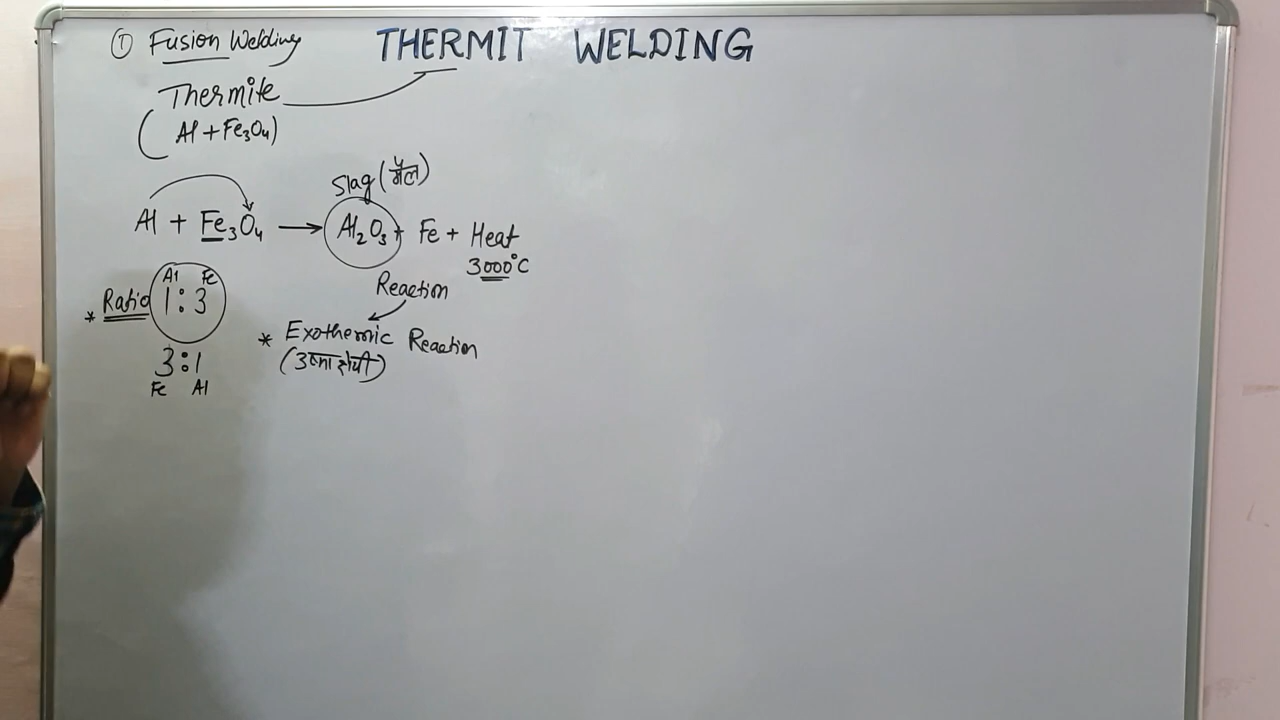 ① Fusion Welding
THERMIT WELDING
Thermite
(Al + Fe₃O₄)
Slag (मैल)
Al + Fe₃O₄ → Al₂O₃ + Fe + Heat
3000°C
Reaction
Al Fe
* Ratio 1:3
* Exothermic Reaction
(उष्माक्षेपी)
3:1
Fe Al